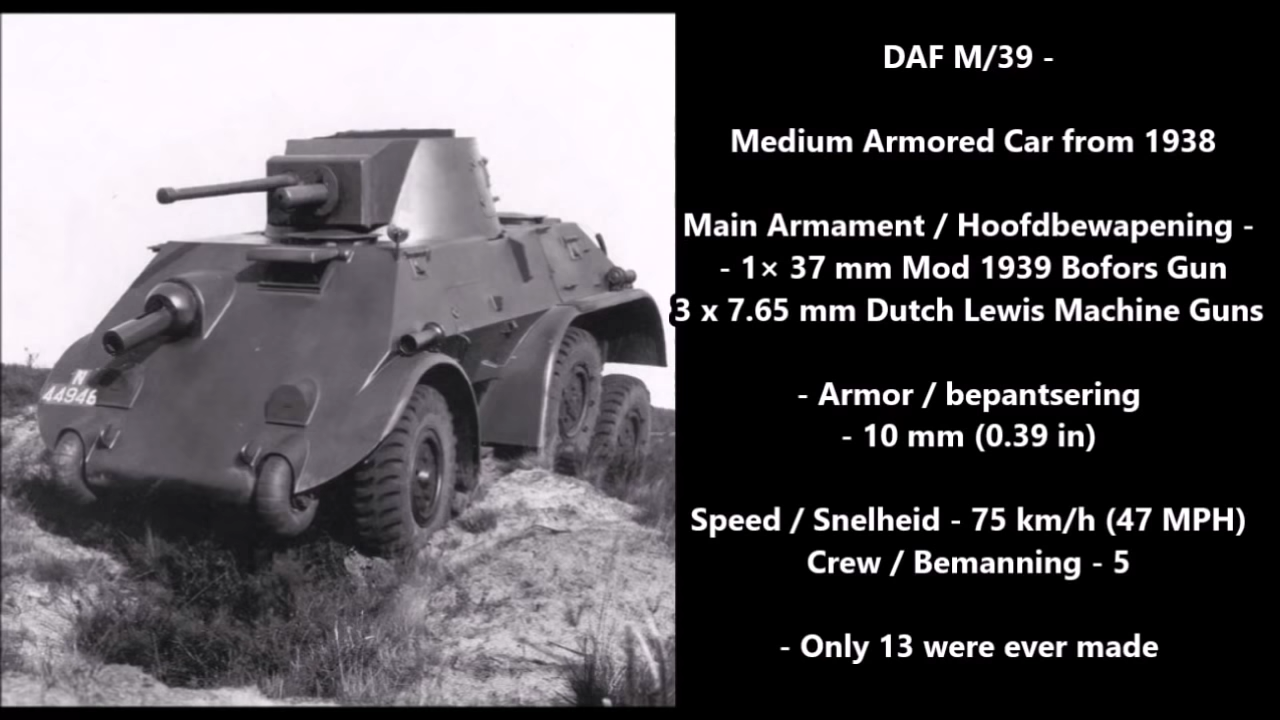 DAF M/39 -
Medium Armored Car from 1938
Main Armament / Hoofdbewapening -
- 1× 37 mm Mod 1939 Bofors Gun
3 x 7.65 mm Dutch Lewis Machine Guns
- Armor / bepantsering
- 10 mm (0.39 in)
Speed / Snelheid - 75 km/h (47 MPH)
Crew / Bemanning - 5
- Only 13 were ever made
N
44946